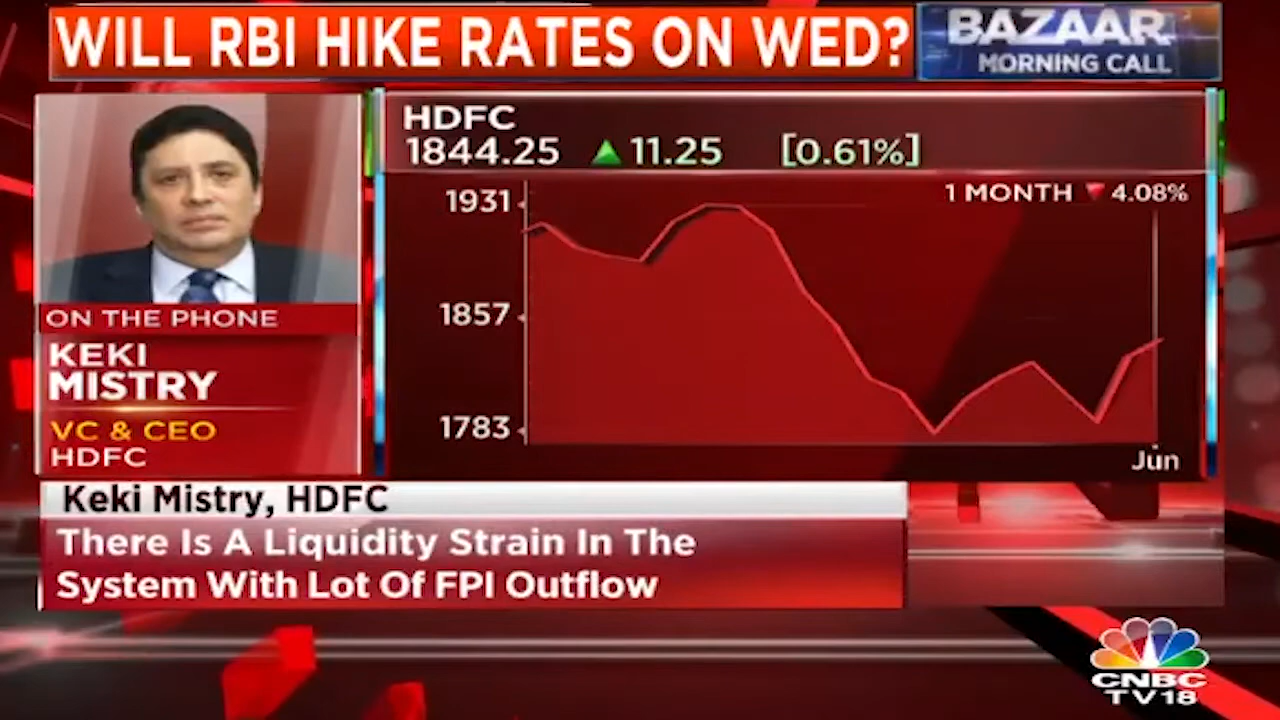 WILL RBI HIKE RATES ON WED?
BAZAAR
MORNING CALL
HDFC
1844.25 ▲ 11.25 [0.61%]
1 MONTH ▼ 4.08%
1931
1857
1783
Jun
ON THE PHONE
KEKI
MISTRY
VC & CEO
HDFC
Keki Mistry, HDFC
There Is A Liquidity Strain In The
System With Lot Of FPI Outflow
CNBC
TV18